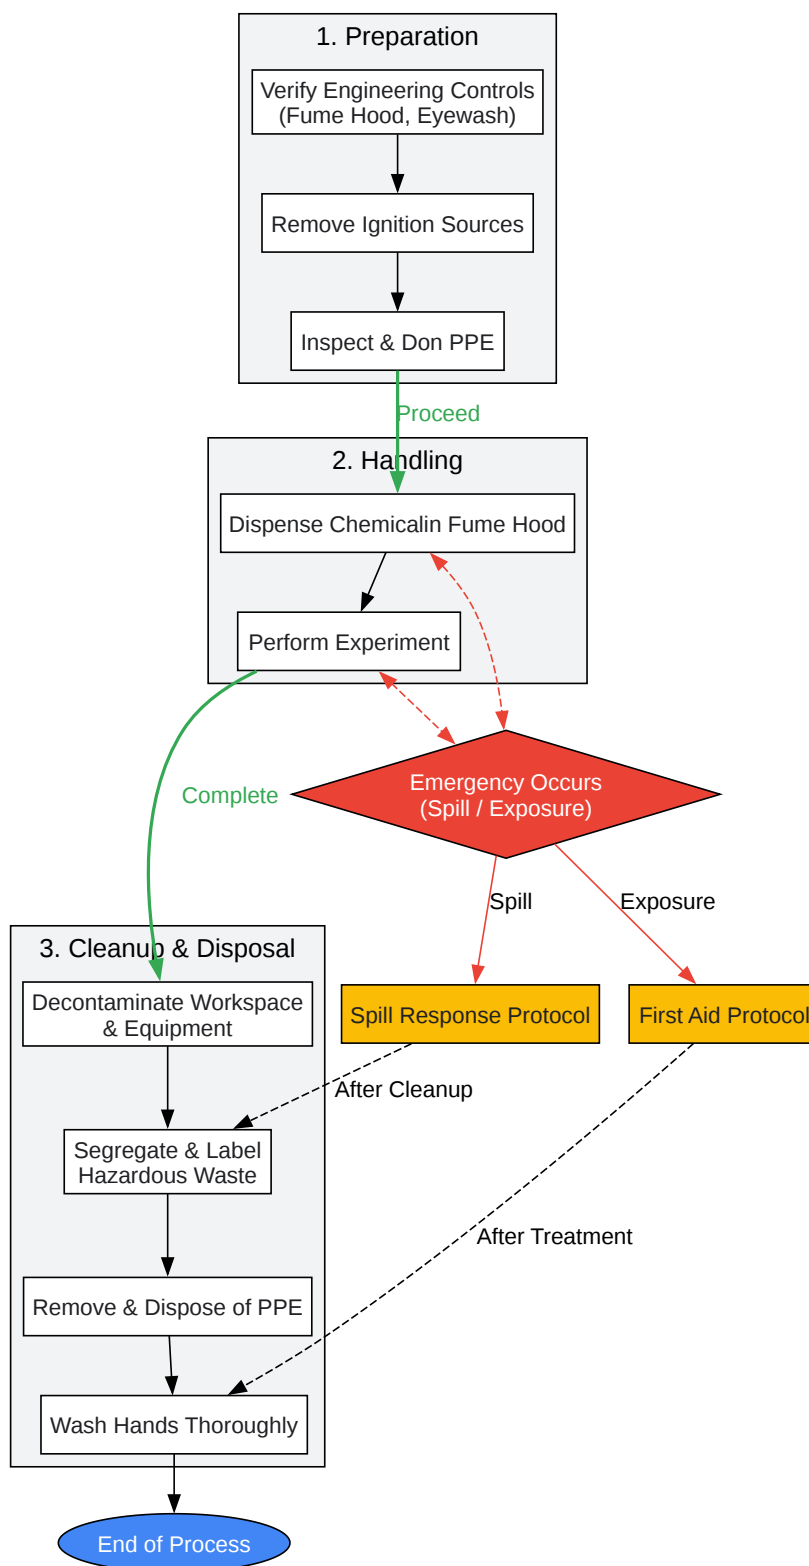 1. Preparation
Verify Engineering Controls
(Fume Hood, Eyewash)
Remove Ignition Sources
Inspect & Don PPE
Proceed
2. Handling
Dispense Chemicalin Fume Hood
Perform Experiment
Emergency Occurs
(Spill / Exposure)
Complete
Spill
Exposure
3. Cleanup & Disposal
Decontaminate Workspace
& Equipment
Spill Response Protocol
First Aid Protocol
After Cleanup
Segregate & Label
Hazardous Waste
After Treatment
Remove & Dispose of PPE
Wash Hands Thoroughly
End of Process